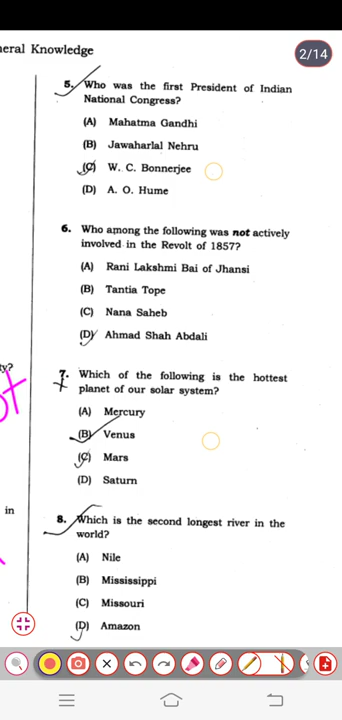 neral Knowledge
2/14
5. Who was the first President of Indian
National Congress?
(A) Mahatma Gandhi
(B) Jawaharlal Nehru
(C) W. C. Bonnerjee
(D) A. O. Hume
6. Who among the following was not actively
involved in the Revolt of 1857?
(A) Rani Lakshmi Bai of Jhansi
(B) Tantia Tope
(C) Nana Saheb
(D) Ahmad Shah Abdali
ty?
7. Which of the following is the hottest
planet of our solar system?
(A) Mercury
(B) Venus
(C) Mars
(D) Saturn
in
8. Which is the second longest river in the
world?
(A) Nile
(B) Mississippi
(C) Missouri
(D) Amazon